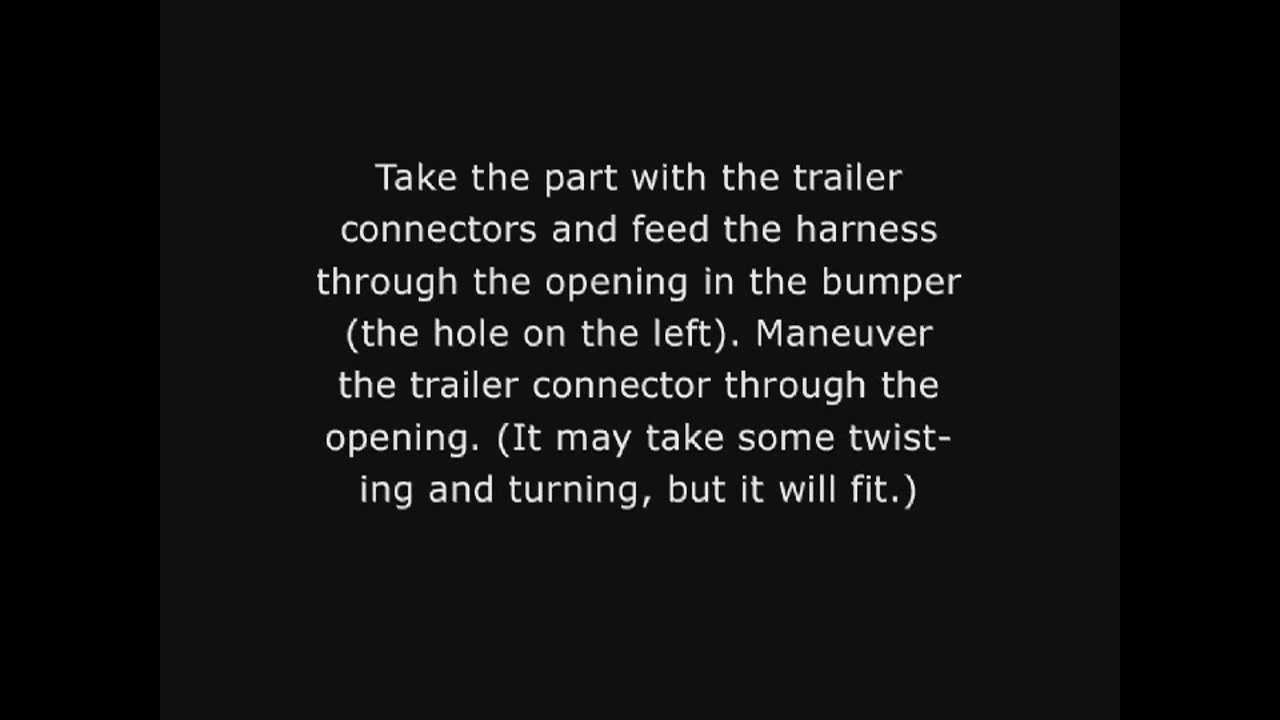 Take the part with the trailer
connectors and feed the harness
through the opening in the bumper
(the hole on the left). Maneuver
the trailer connector through the
opening. (It may take some twist-
ing and turning, but it will fit.)